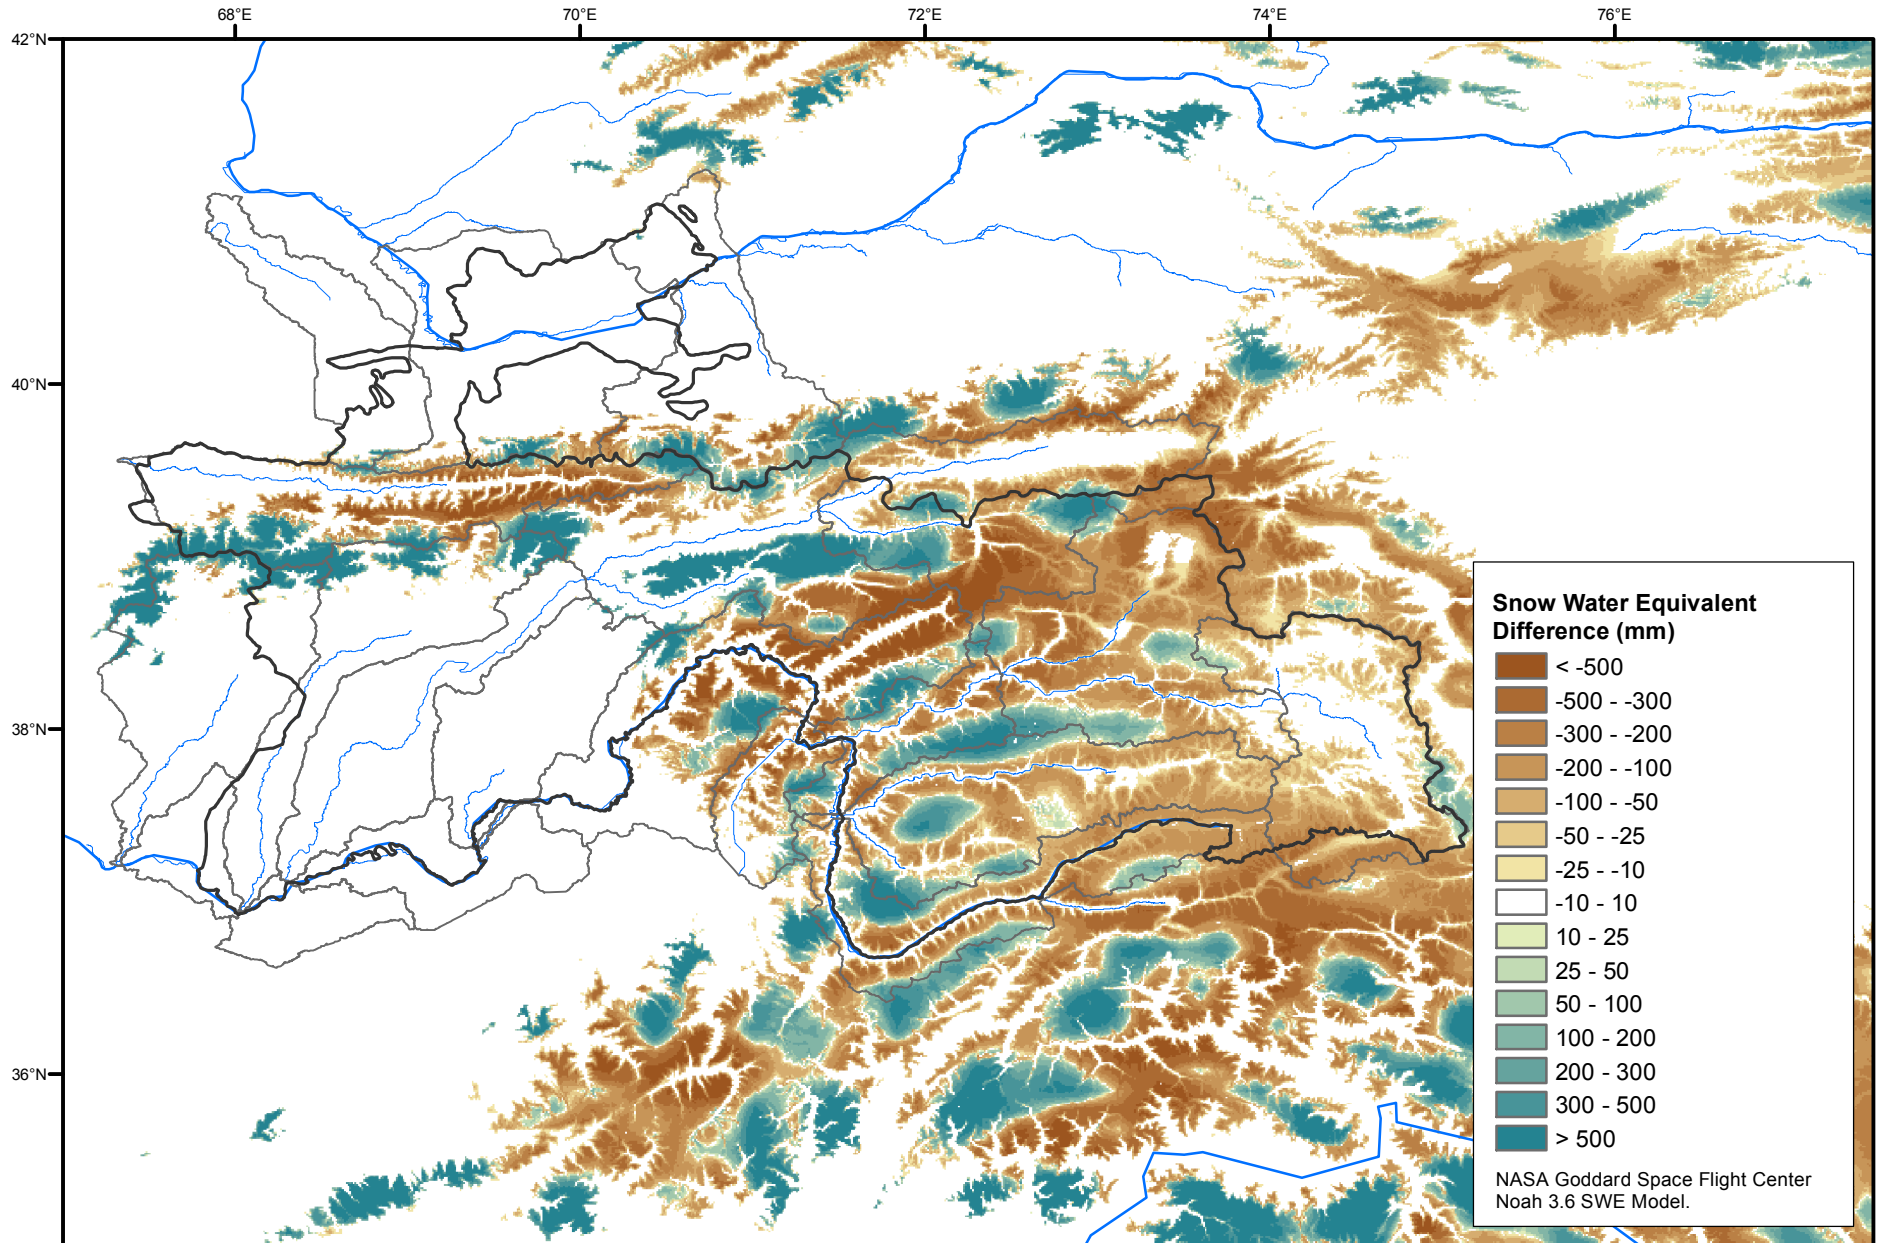 68°E
70°E
72°E
74°E
76°E
42°N
40°N
38°N
36°N
Snow Water Equivalent
Difference (mm)
< -500
-500 - -300
-300 - -200
-200 - -100
-100 - -50
-50 - -25
-25 - -10
-10 - 10
10 - 25
25 - 50
50 - 100
100 - 200
200 - 300
300 - 500
> 500
NASA Goddard Space Flight Center
Noah 3.6 SWE Model.